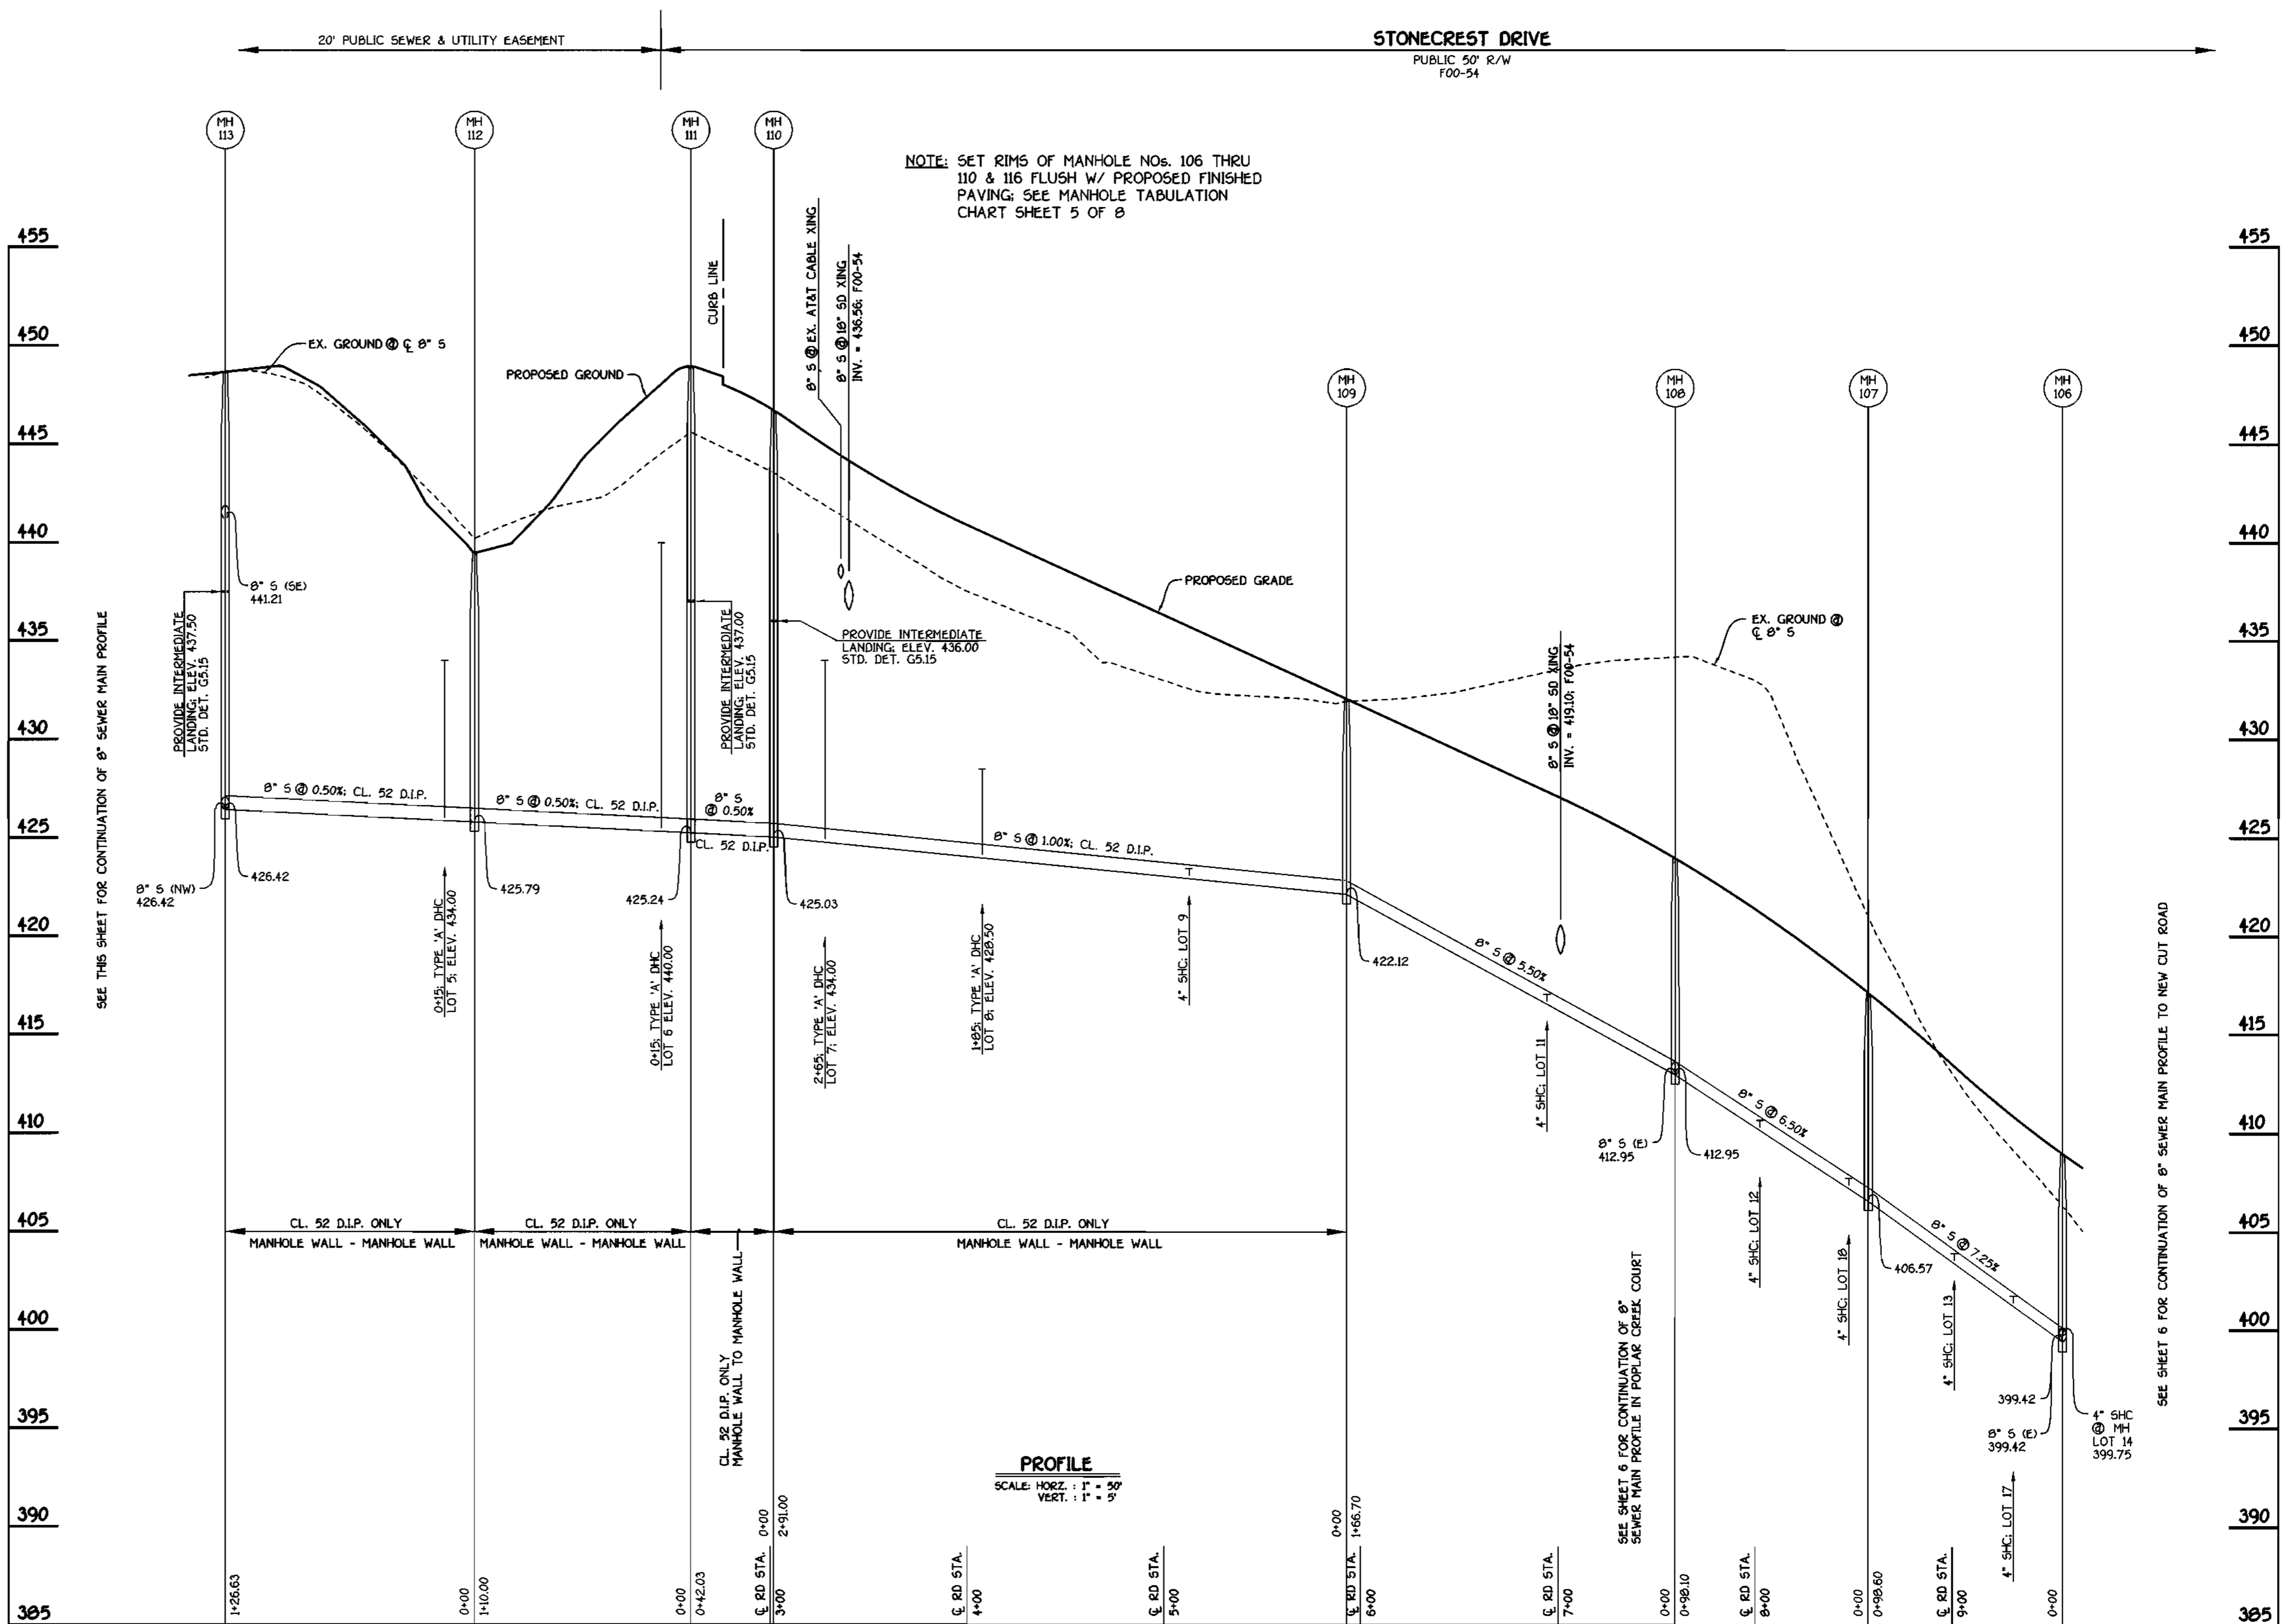 20' PUBLIC SEWER & UTILITY EASEMENT
STONECREST DRIVE
PUBLIC 50' R/W
F00-54
MH
113
MH
112
MH
111
MH
110
NOTE: SET RIMS OF MANHOLE NOs. 106 THRU
110 & 116 FLUSH W/ PROPOSED FINISHED
PAVING; SEE MANHOLE TABULATION
CHART SHEET 5 OF 8
455
450
445
440
435
430
425
420
415
410
405
400
395
390
385
455
450
445
440
435
430
425
420
415
410
405
400
395
390
385
SEE THIS SHEET FOR CONTINUATION OF 8" SEWER MAIN PROFILE
EX. GROUND @ ℄ 8" S
PROPOSED GROUND
CURB LINE
8" S @ EX. AT&T CABLE XING
8" S @ 18" SD XING
INV. = 436.56; F00-54
MH
109
MH
108
MH
107
MH
106
8" S (SE)
441.21
PROVIDE INTERMEDIATE
LANDING; ELEV. 437.50
STD. DET. G5.15
PROVIDE INTERMEDIATE
LANDING; ELEV. 437.00
STD. DET. G5.15
PROVIDE INTERMEDIATE
LANDING; ELEV. 436.00
STD. DET. G5.15
PROPOSED GRADE
EX. GROUND @
℄ 8" S
8" S @ 18" SD XING
INV. = 419.10; F00-54
8" S @ 0.50%; CL. 52 D.I.P.
8" S @ 0.50%; CL. 52 D.I.P.
8" S
@ 0.50%
CL. 52 D.I.P.
8" S @ 1.00%; CL. 52 D.I.P.
8" S @ 5.50%
8" S @ 6.50%
8" S @ 7.25%
8" S (NW)
426.42
426.42
425.79
425.24
425.03
422.12
0+15; TYPE 'A' DHC
LOT 5; ELEV. 434.00
0+15; TYPE 'A' DHC
LOT 6 ELEV. 440.00
2+65; TYPE 'A' DHC
LOT 7; ELEV. 434.00
1+85; TYPE 'A' DHC
LOT 8; ELEV. 428.50
4" SHC; LOT 9
4" SHC; LOT 11
8" S (E)
412.95
412.95
4" SHC; LOT 12
4" SHC; LOT 18
406.57
4" SHC; LOT 13
399.42
8" S (E)
399.42
4" SHC
@ MH
LOT 14
399.75
4" SHC; LOT 17
SEE SHEET 6 FOR CONTINUATION OF 8" SEWER MAIN PROFILE TO NEW CUT ROAD
CL. 52 D.I.P. ONLY
MANHOLE WALL - MANHOLE WALL
CL. 52 D.I.P. ONLY
MANHOLE WALL - MANHOLE WALL
CL. 52 D.I.P. ONLY
MANHOLE WALL TO MANHOLE WALL
CL. 52 D.I.P. ONLY
MANHOLE WALL - MANHOLE WALL
SEE SHEET 6 FOR CONTINUATION OF 8"
SEWER MAIN PROFILE IN POPLAR CREEK COURT
PROFILE
SCALE: HORZ. : 1" = 50'
VERT. : 1" = 5'
1+26.63
0+00
1+10.00
0+00
0+42.03
0+00
2+91.00
℄ RD STA.
3+00
℄ RD STA.
4+00
℄ RD STA.
5+00
0+00
1+66.70
℄ RD STA.
6+00
℄ RD STA.
7+00
0+00
0+98.10
℄ RD STA.
8+00
0+00
0+98.60
℄ RD STA.
9+00
0+00